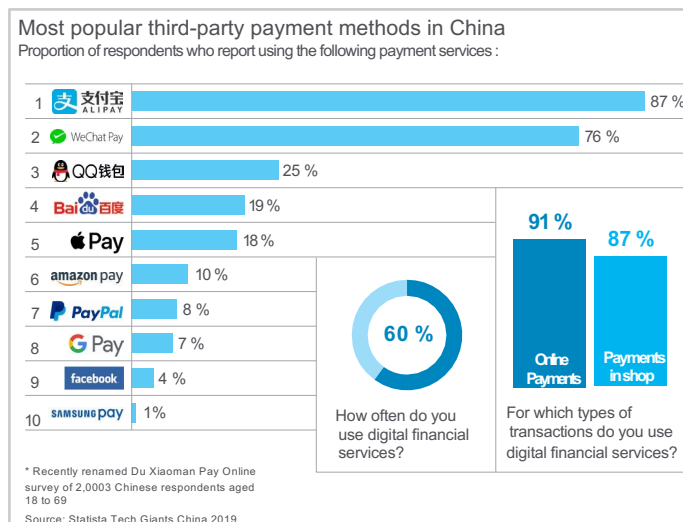 Most popular third-party payment methods in China
Proportion of respondents who report using the following payment services :
1 支 支付宝 ALIPAY 87 %
2 WeChat Pay 76 %
3 QQ钱包 25 %
4 Bai du 百度 19 %
5 Pay 18 %
6 amazon pay 10 %
7 PayPal 8 %
8 G Pay 7 %
9 facebook 4 %
10 SAMSUNG pay 1%
60 %
How often do you
use digital financial
services?
91 %
87 %
Online
Payments
Payments
in shop
For which types of
transactions do you use
digital financial services?
* Recently renamed Du Xiaoman Pay Online
survey of 2,0003 Chinese respondents aged
18 to 69
Source: Statista Tech Giants China 2019